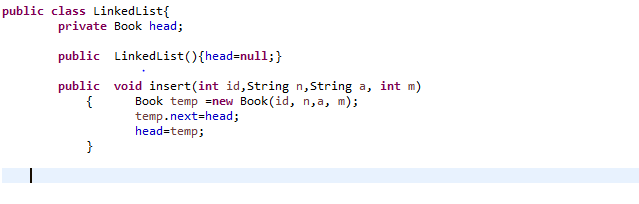 public class LinkedList{
private Book head;
public  LinkedList(){head=null;}
public  void insert(int id,String n,String a, int m)
{      Book temp =new Book(id, n,a, m);
temp.next=head;
head=temp;
}